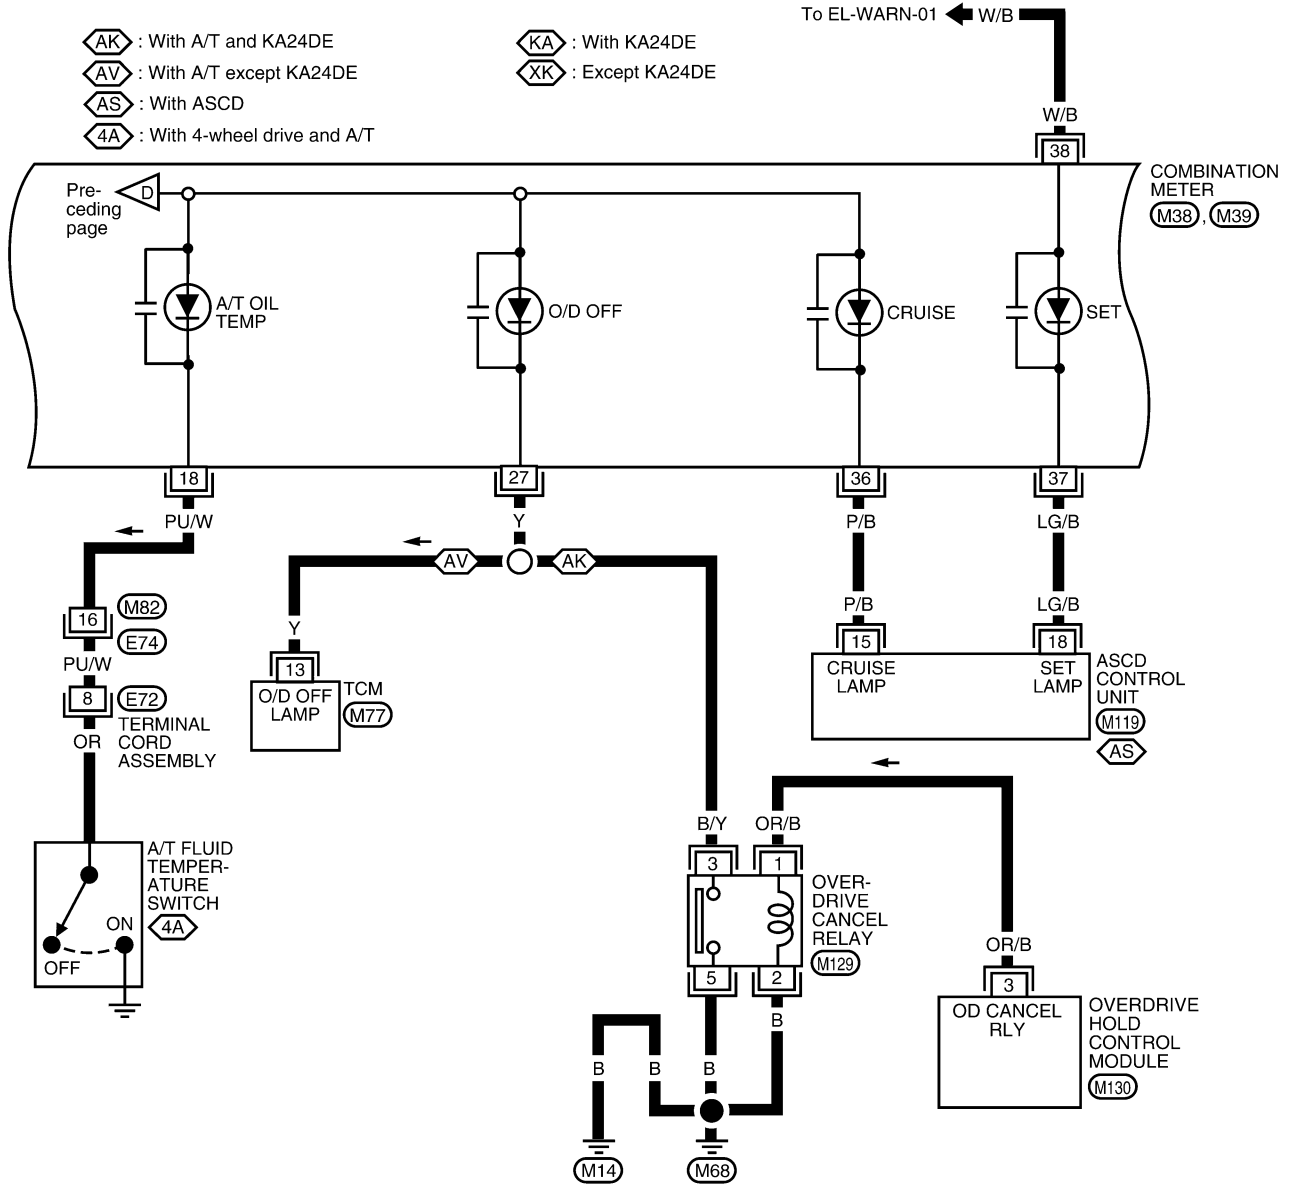 To EL-WARN-01 W/B
AK : With A/T and KA24DE
AV : With A/T except KA24DE
AS : With ASCD
4A : With 4-wheel drive and A/T
KA : With KA24DE
XK : Except KA24DE
W/B
38
COMBINATION
METER
M38 , M39
Pre-
ceding
page
D
A/T OIL
TEMP
O/D OFF
CRUISE
SET
18
27
36
37
PU/W
Y
P/B
LG/B
AV
AK
16
M82
E74
PU/W
8
E72
TERMINAL
CORD
ASSEMBLY
OR
Y
13
O/D OFF
LAMP
TCM
M77
P/B
LG/B
15
18
CRUISE
LAMP
SET
LAMP
ASCD
CONTROL
UNIT
M119
AS
A/T FLUID
TEMPER-
ATURE
SWITCH
4A
ON
OFF
B/Y
OR/B
3
1
OVER-
DRIVE
CANCEL
RELAY
M129
5
2
OR/B
3
OD CANCEL
RLY
OVERDRIVE
HOLD
CONTROL
MODULE
M130
B
B
B
B
M14
M68